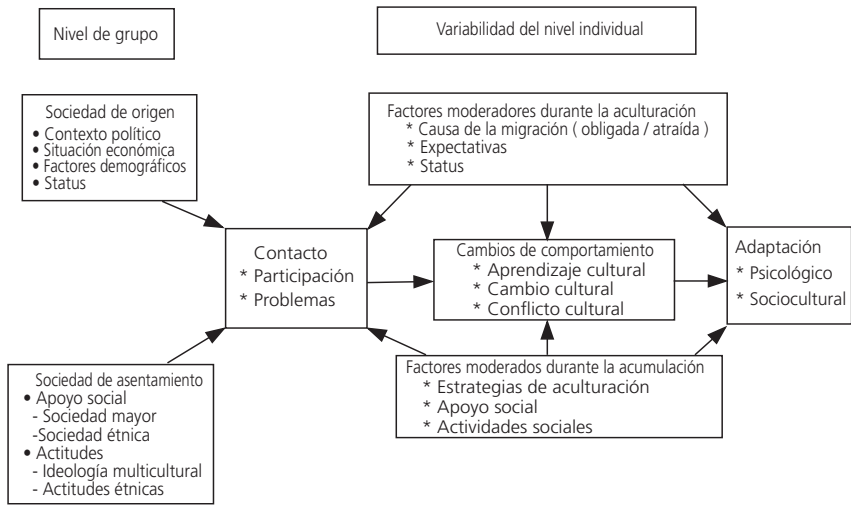 Nivel de grupo
Variabilidad del nivel individual
Sociedad de origen
• Contexto político
• Situación económica
• Factores demográficos
• Status
Factores moderadores durante la aculturación
* Causa de la migración ( obligada / atraída )
* Expectativas
* Status
Contacto
* Participación
* Problemas
Cambios de comportamiento
* Aprendizaje cultural
* Cambio cultural
* Conflicto cultural
Adaptación
* Psicológico
* Sociocultural
Sociedad de asentamiento
• Apoyo social
- Sociedad mayor
-Sociedad étnica
• Actitudes
- Ideología multicultural
- Actitudes étnicas
Factores moderados durante la acumulación
* Estrategias de aculturación
* Apoyo social
* Actividades sociales